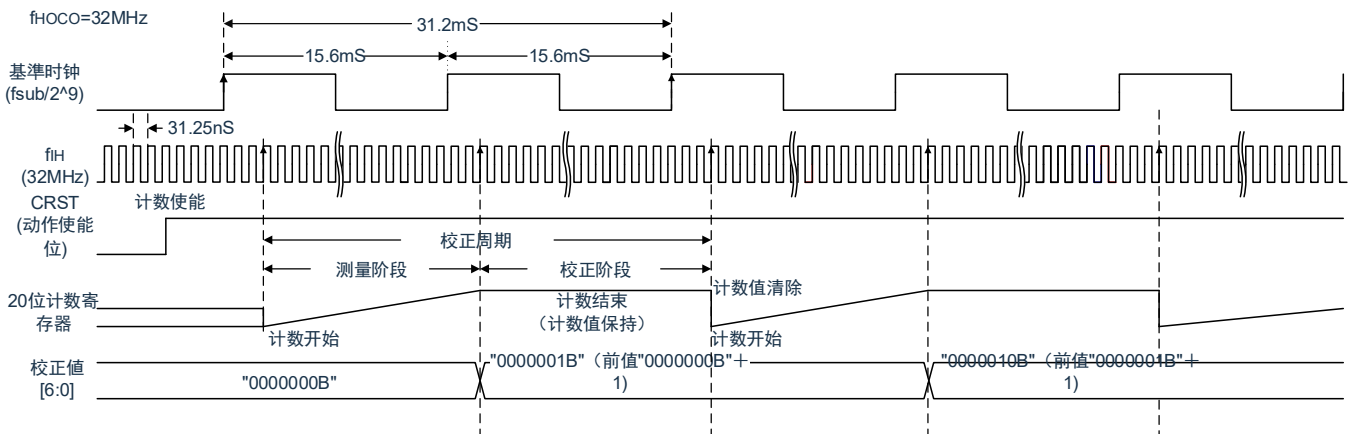 fHOCO=32MHz
31.2mS
15.6mS
15.6mS
基準时钟
(fsub/2^9)
31.25nS
fIH
(32MHz)
CRST
(动作使能
位)
计数使能
校正周期
测量阶段
校正阶段
20位计数寄
存器
计数开始
计数结束
（计数值保持）
计数值清除
计数开始
校正値
[6:0]
"0000000B"
"0000001B"（前值"0000000B"＋
1)
"0000010B"（前值"0000001B"＋
1)